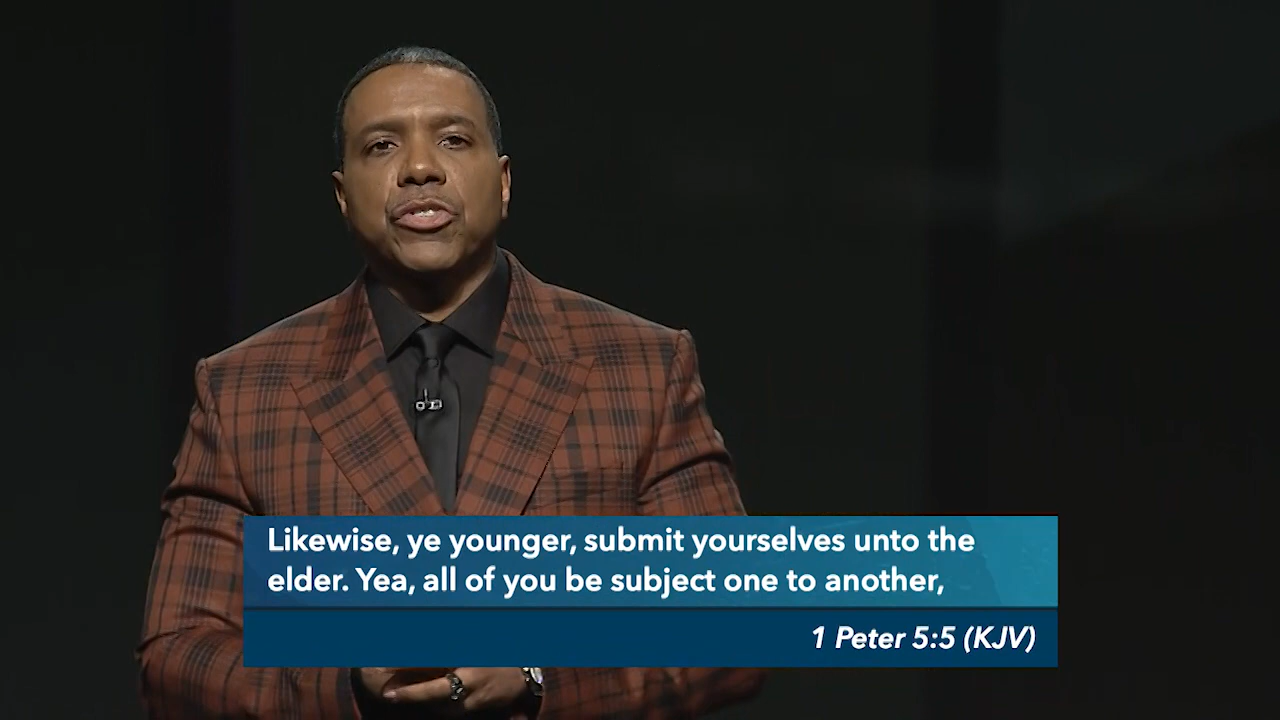 Likewise, ye younger, submit yourselves unto the
elder. Yea, all of you be subject one to another,
1 Peter 5:5 (KJV)